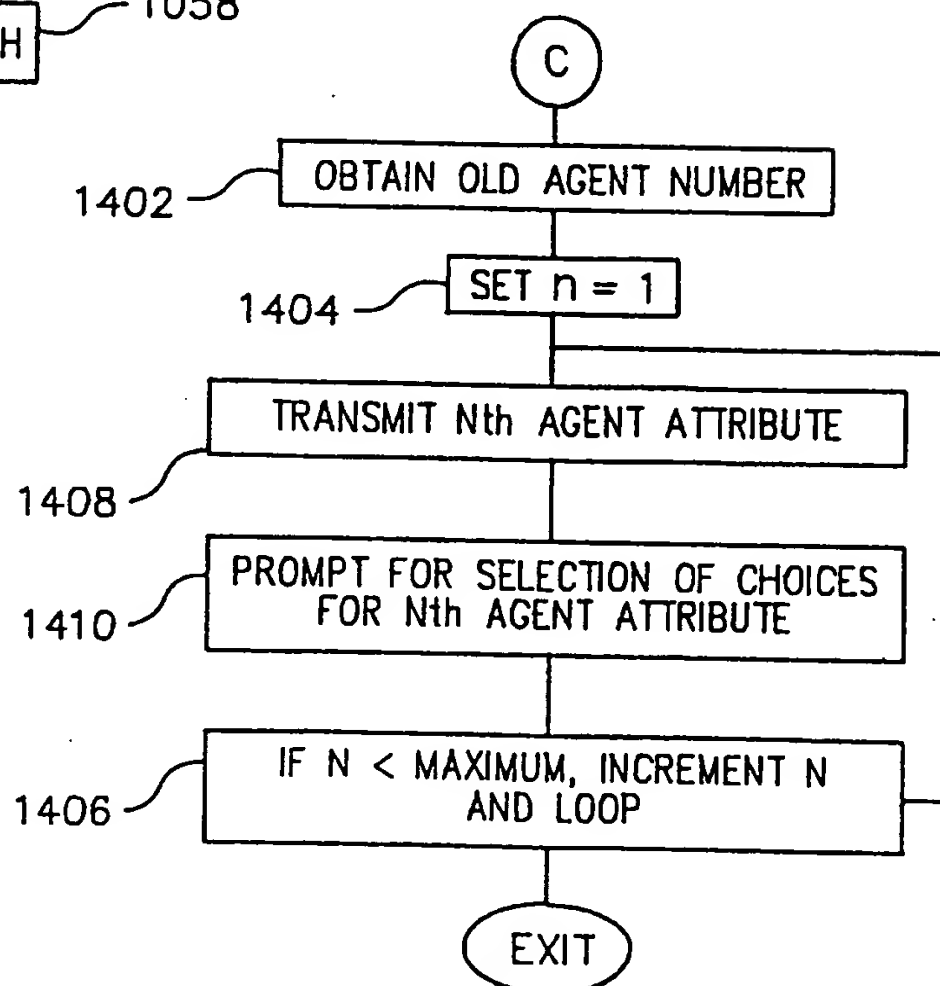 1058
H
C
OBTAIN OLD AGENT NUMBER
1402
SET n = 1
1404
TRANSMIT Nth AGENT ATTRIBUTE
1408
PROMPT FOR SELECTION OF CHOICES
FOR Nth AGENT ATTRIBUTE
1410
IF N < MAXIMUM, INCREMENT N
AND LOOP
1406
EXIT